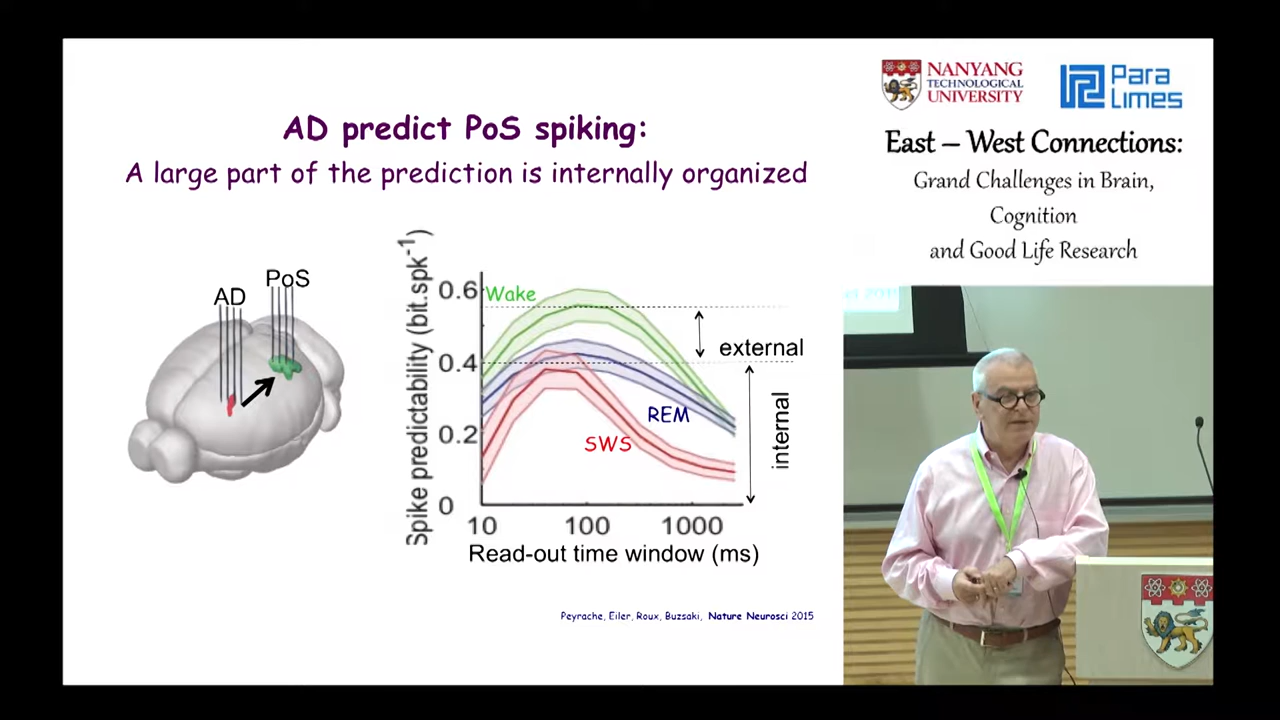 AD predict PoS spiking:
A large part of the prediction is internally organized
AD
PoS
Spike predictability (bit.spk-1)
0.6
0.4
0.2
0
Wake
external
REM
SWS
internal
10
100
1000
Read-out time window (ms)
Peyrache, Eiler, Roux, Buzsaki, Nature Neurosci 2015
NANYANG
TECHNOLOGICAL
UNIVERSITY
Para
Limes
East – West Connections:
Grand Challenges in Brain,
Cognition
and Good Life Research